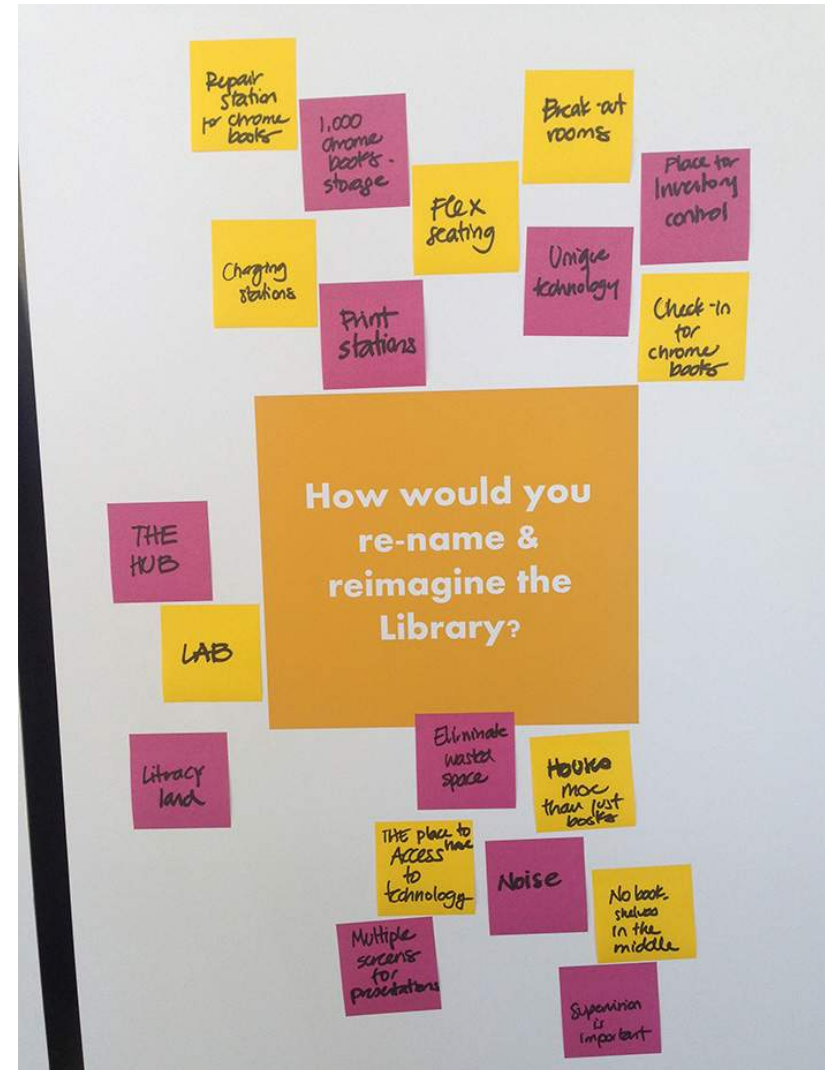 Repair
station
for chrome
books
1,000
chrome
books -
storage
Break-out
rooms
Place for
Inventory
control
Flex
seating
Unique
technology
Charging
stations
Print
stations
Check-in
for
chrome
books
How would you
re-name &
reimagine the
Library?
THE
HUB
LAB
Literacy
land
Eliminate
wasted
space
House
more
than just
books
THE place to
have
Access
to
technology
Noise
No book-
shelves
in the
middle
Multiple
screens
for
presentations
Supervision
is
important